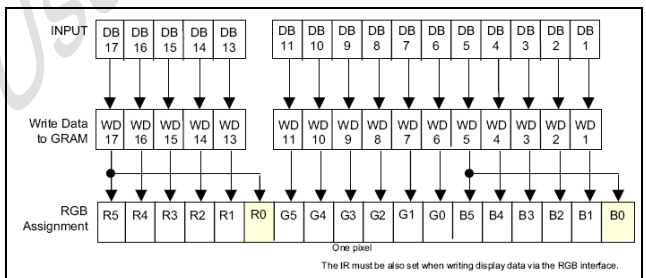 INPUT DB 17 DB 16 DB 15 DB 14 DB 13 DB 11 DB 10 DB 9 DB 8 DB 7 DB 6 DB 5 DB 4 DB 3 DB 2 DB 1
Write Data to GRAM WD 17 WD 16 WD 15 WD 14 WD 13 WD 11 WD 10 WD 9 WD 8 WD 7 WD 6 WD 5 WD 4 WD 3 WD 2 WD 1
RGB Assignment R5 R4 R3 R2 R1 R0 G5 G4 G3 G2 G1 G0 B5 B4 B3 B2 B1 B0
One pixel
The IR must be also set when writing display data via the RGB interface.